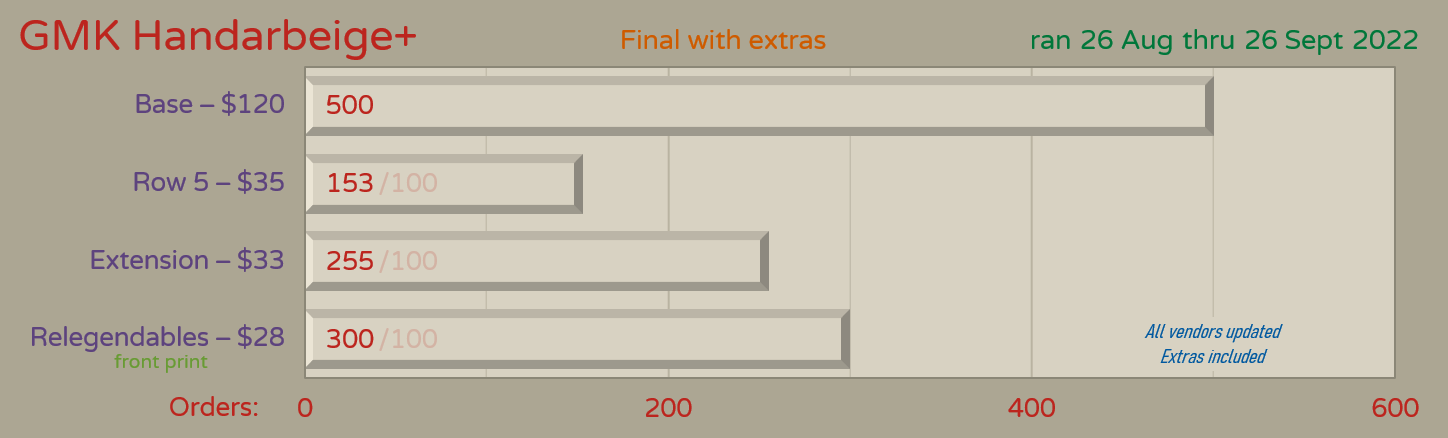 GMK Handarbeige+
Final with extras
ran 26 Aug thru 26 Sept 2022
Base – $120
500
Row 5 – $35
153 /100
Extension – $33
255 /100
Relegendables – $28
front print
300 /100
All vendors updated
Extras included
Orders: 0 200 400 600